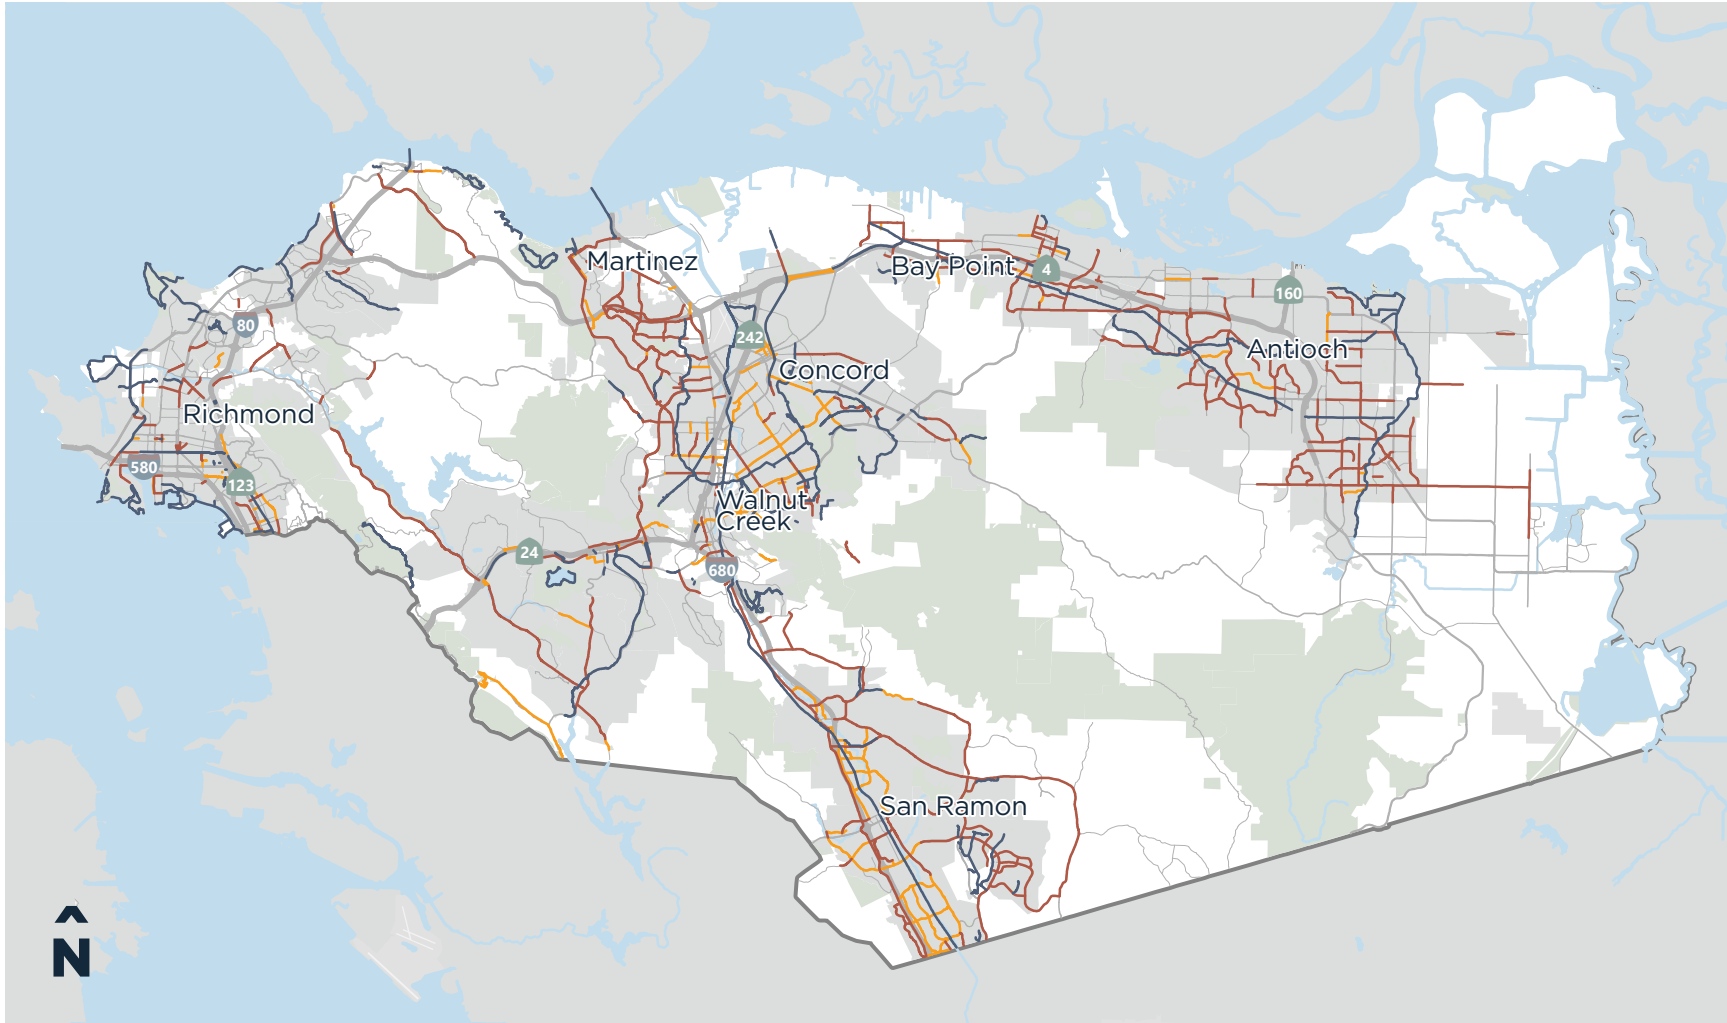 Martinez
Bay Point
4
160
80
242
Antioch
Concord
Richmond
580
123
Walnut
Creek
24
680
San Ramon
N